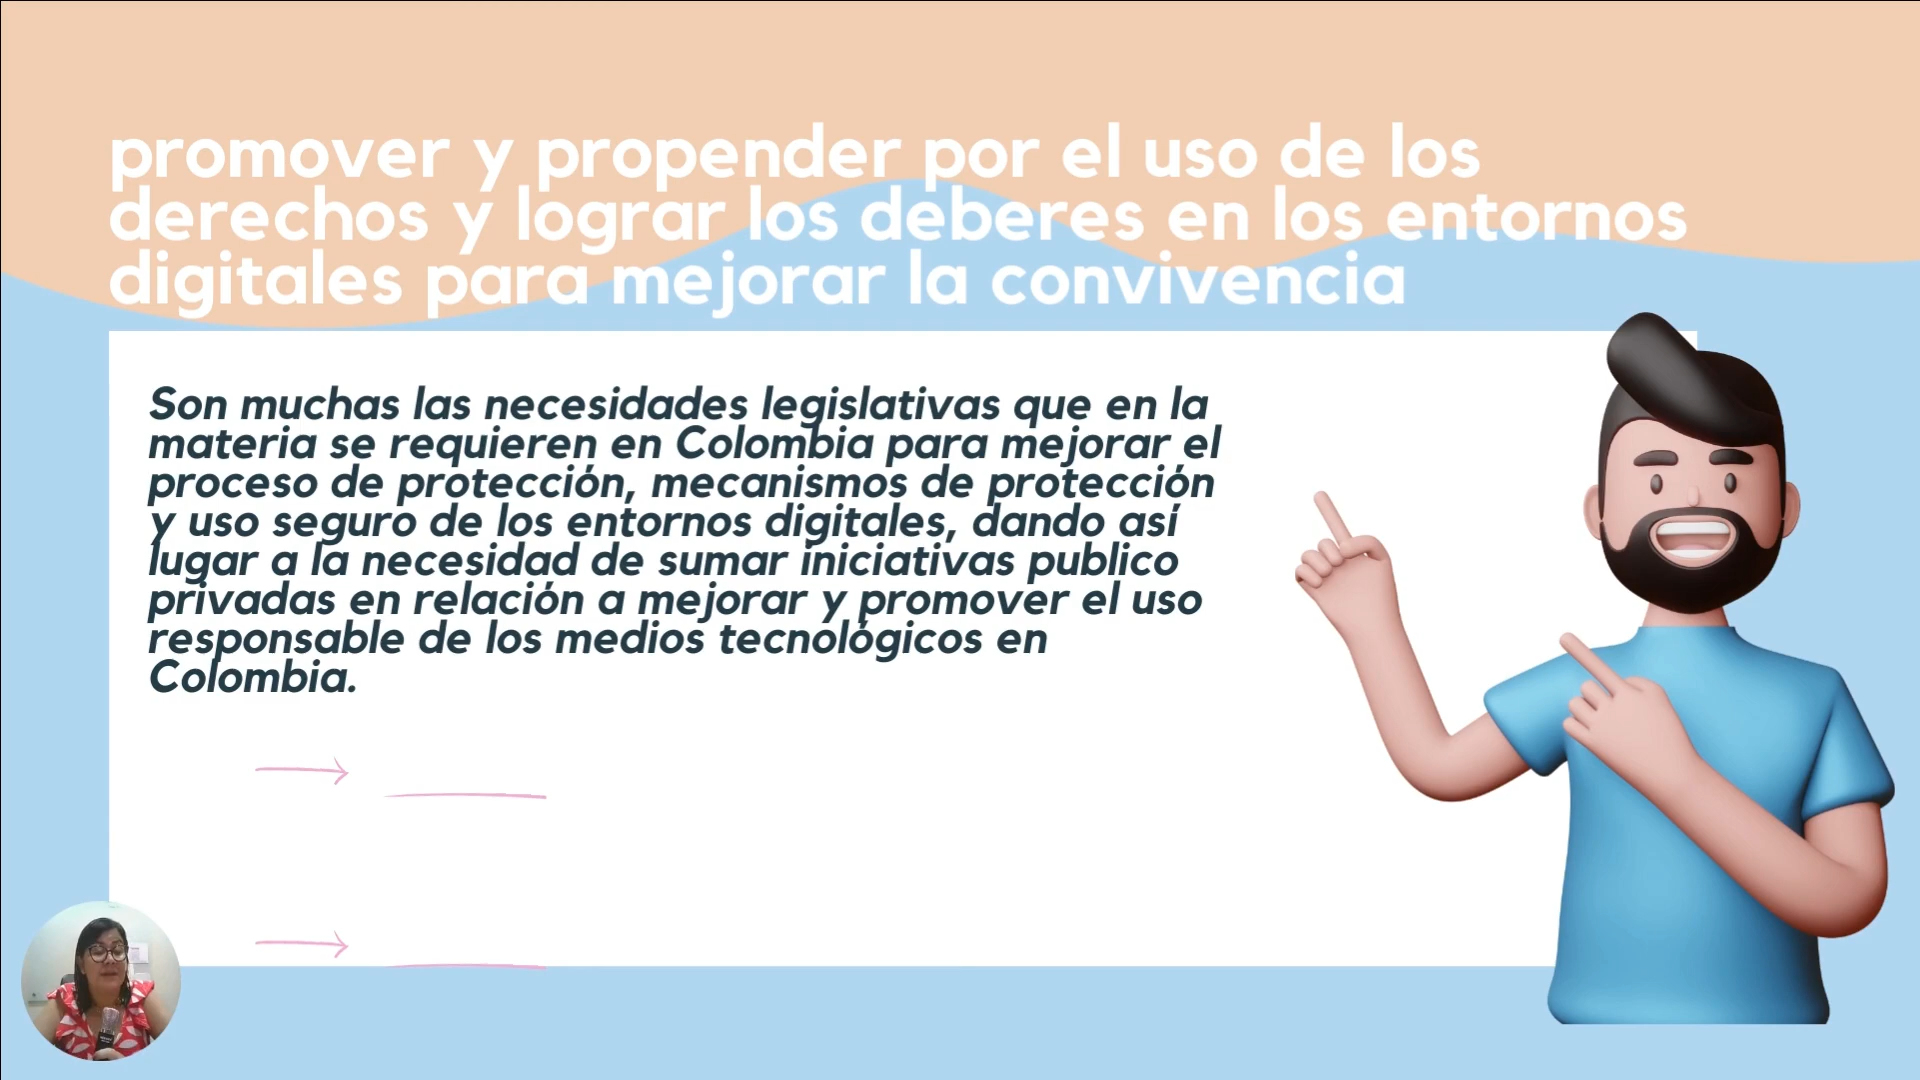 promover y propender por el uso de los
derechos y lograr los deberes en los entornos
digitales para mejorar la convivencia
Son muchas las necesidades legislativas que en la
materia se requieren en Colombia para mejorar el
proceso de protección, mecanismos de protección
y uso seguro de los entornos digitales, dando así
lugar a la necesidad de sumar iniciativas publico
privadas en relación a mejorar y promover el uso
responsable de los medios tecnológicos en
Colombia.